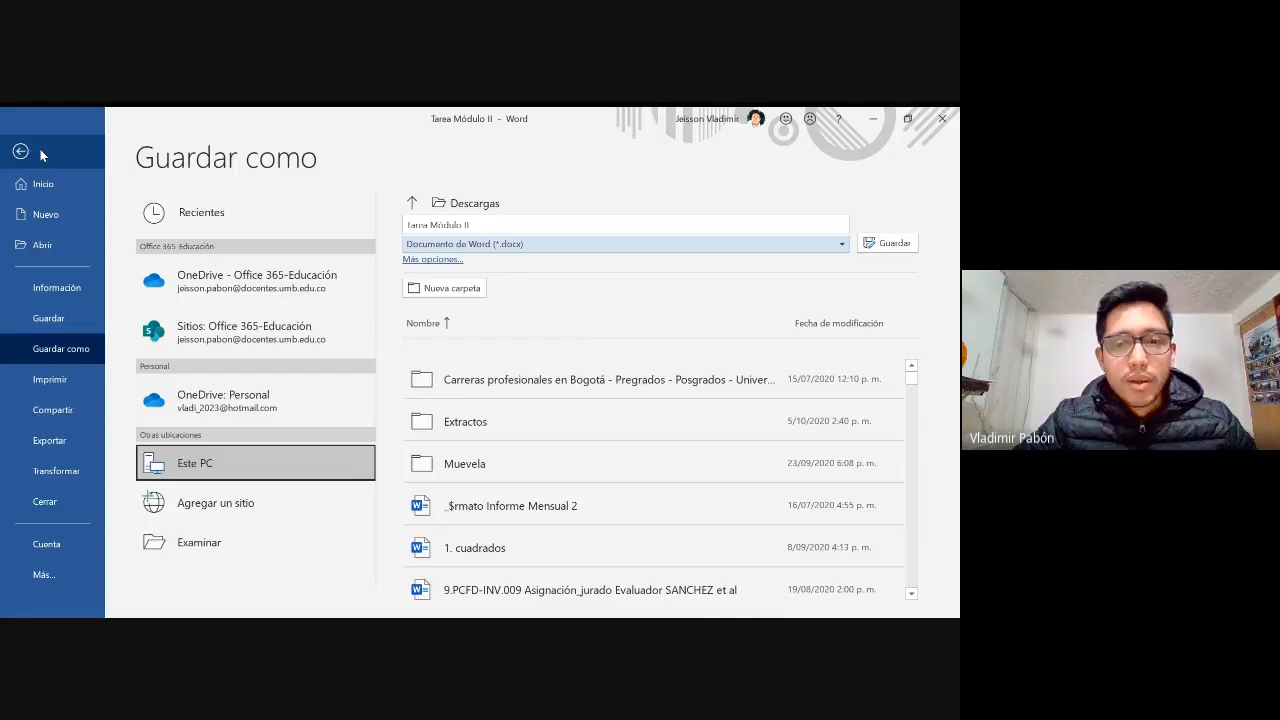 Tarea Módulo II - Word
Jeisson Vladimir
?
Guardar como
Inicio
Nuevo
Abrir
Información
Guardar
Guardar como
Imprimir
Compartir
Exportar
Transformar
Cerrar
Cuenta
Más...
Recientes
Office 365 Educación
OneDrive - Office 365-Educación
jeisson.pabon@docentes.umb.edu.co
Sitios: Office 365-Educación
jeisson.pabon@docentes.umb.edu.co
Personal
OneDrive: Personal
vladi_2023@hotmail.com
Otras ubicaciones
Este PC
Agregar un sitio
Examinar
Descargas
Tarea Módulo II
Documento de Word (*.docx)
Guardar
Más opciones...
Nueva carpeta
Nombre Fecha de modificación
Carreras profesionales en Bogotá - Pregrados - Posgrados - Univer... 15/07/2020 12:10 p. m.
Extractos 5/10/2020 2:40 p. m.
Muevela 23/09/2020 6:08 p. m.
_$rmato Informe Mensual 2 16/07/2020 4:55 p. m.
1. cuadrados 8/09/2020 4:13 p. m.
9.PCFD-INV.009 Asignación_jurado Evaluador SANCHEZ et al 19/08/2020 2:00 p. m.
Vladimir Pabón